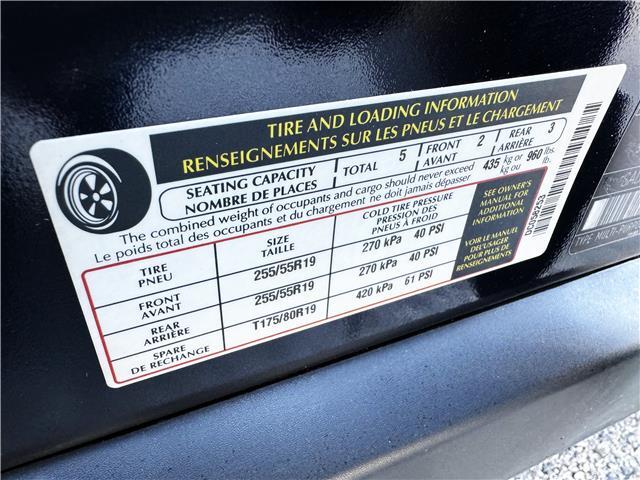 TIRE AND LOADING INFORMATION
RENSEIGNEMENTS SUR LES PNEUS ET LE CHARGEMENT
SEATING CAPACITY
NOMBRE DE PLACES
TOTAL 5
FRONT
AVANT 2
REAR
ARRIÈRE 3
The combined weight of occupants and cargo should never exceed
Le poids total des occupants et du chargement ne doit jamais dépasser
435 kg or
kg ou
960 lbs.
lb.
TIRE
PNEU
SIZE
TAILLE
COLD TIRE PRESSURE
PRESSION DES
PNEUS À FROID
FRONT
AVANT
255/55R19
270 kPa 40 PSI
REAR
ARRIÈRE
255/55R19
270 kPa 40 PSI
SPARE
DE RECHANGE
T175/80R19
420 kPa 61 PSI
SEE OWNER'S
MANUAL FOR
ADDITIONAL
INFORMATION
VOIR LE MANUEL
DE L'USAGER
POUR PLUS DE
RENSEIGNEMENTS
TYPE MULTI-